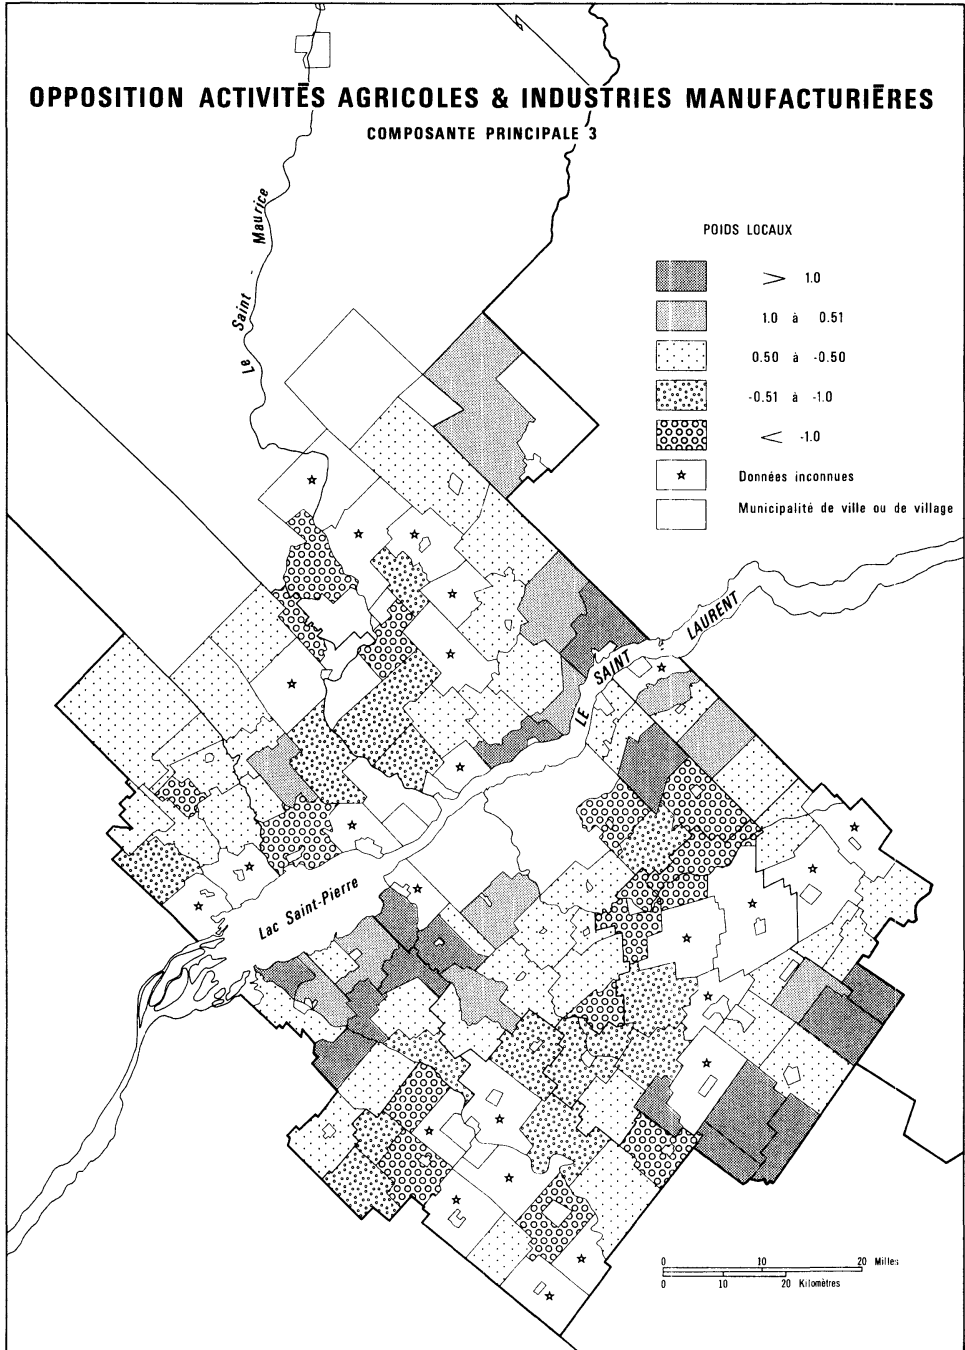 OPPOSITION ACTIVITĒS AGRICOLES & INDUSTRIES MANUFACTURIĒRES
COMPOSANTE PRINCIPALE 3
Le Saint - Maurice
POIDS LOCAUX
> 1.0
1.0 à 0.51
0.50 à -0.50
-0.51 à -1.0
< -1.0
Données inconnues
Municipalité de ville ou de village
LE SAINT LAURENT
Lac Saint-Pierre
0 10 20 Milles
0 10 20 Kilomètres